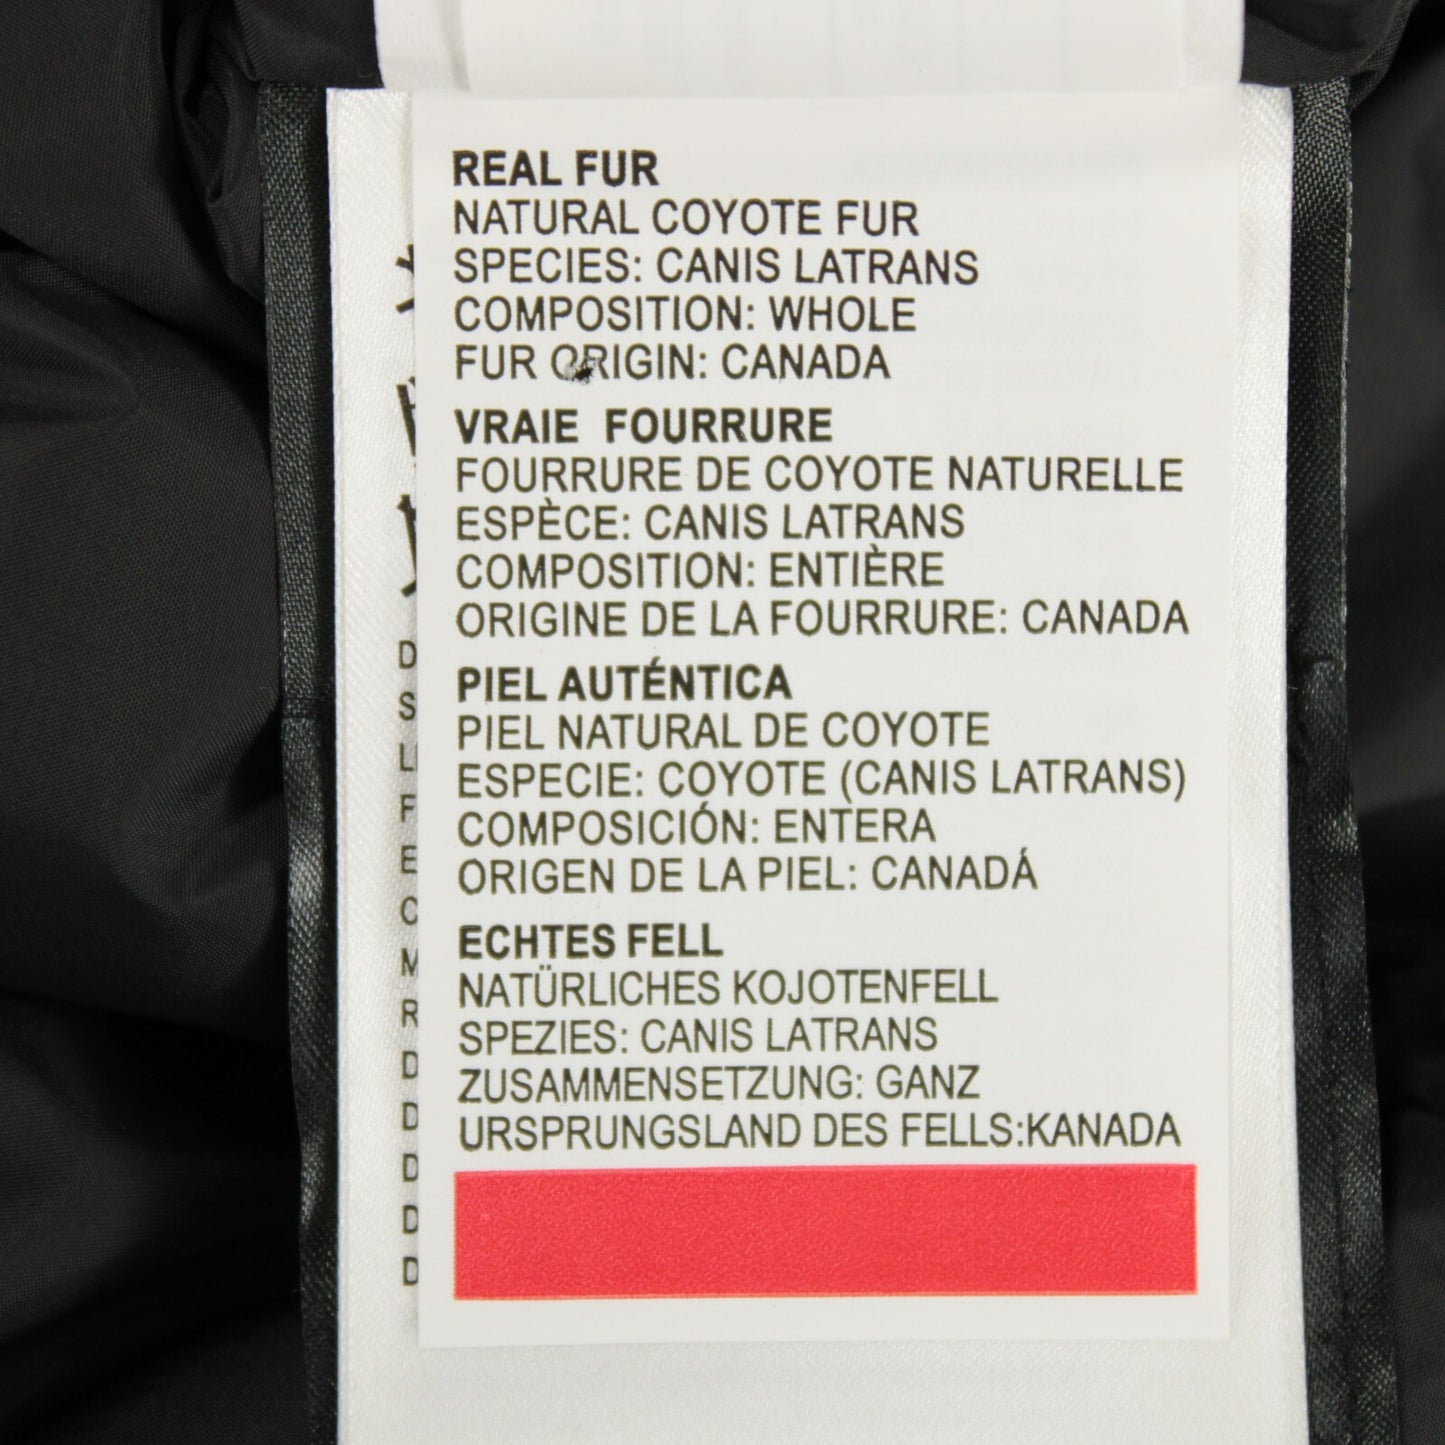 REAL FUR
NATURAL COYOTE FUR
SPECIES: CANIS LATRANS
COMPOSITION: WHOLE
FUR ORIGIN: CANADA
VRAIE FOURRURE
FOURRURE DE COYOTE NATURELLE
ESPÈCE: CANIS LATRANS
COMPOSITION: ENTIÈRE
ORIGINE DE LA FOURRURE: CANADA
PIEL AUTÉNTICA
PIEL NATURAL DE COYOTE
ESPECIE: COYOTE (CANIS LATRANS)
COMPOSICIÓN: ENTERA
ORIGEN DE LA PIEL: CANADÁ
ECHTES FELL
NATÜRLICHES KOJOTENFELL
SPEZIES: CANIS LATRANS
ZUSAMMENSETZUNG: GANZ
URSPRUNGSLAND DES FELLS:KANADA